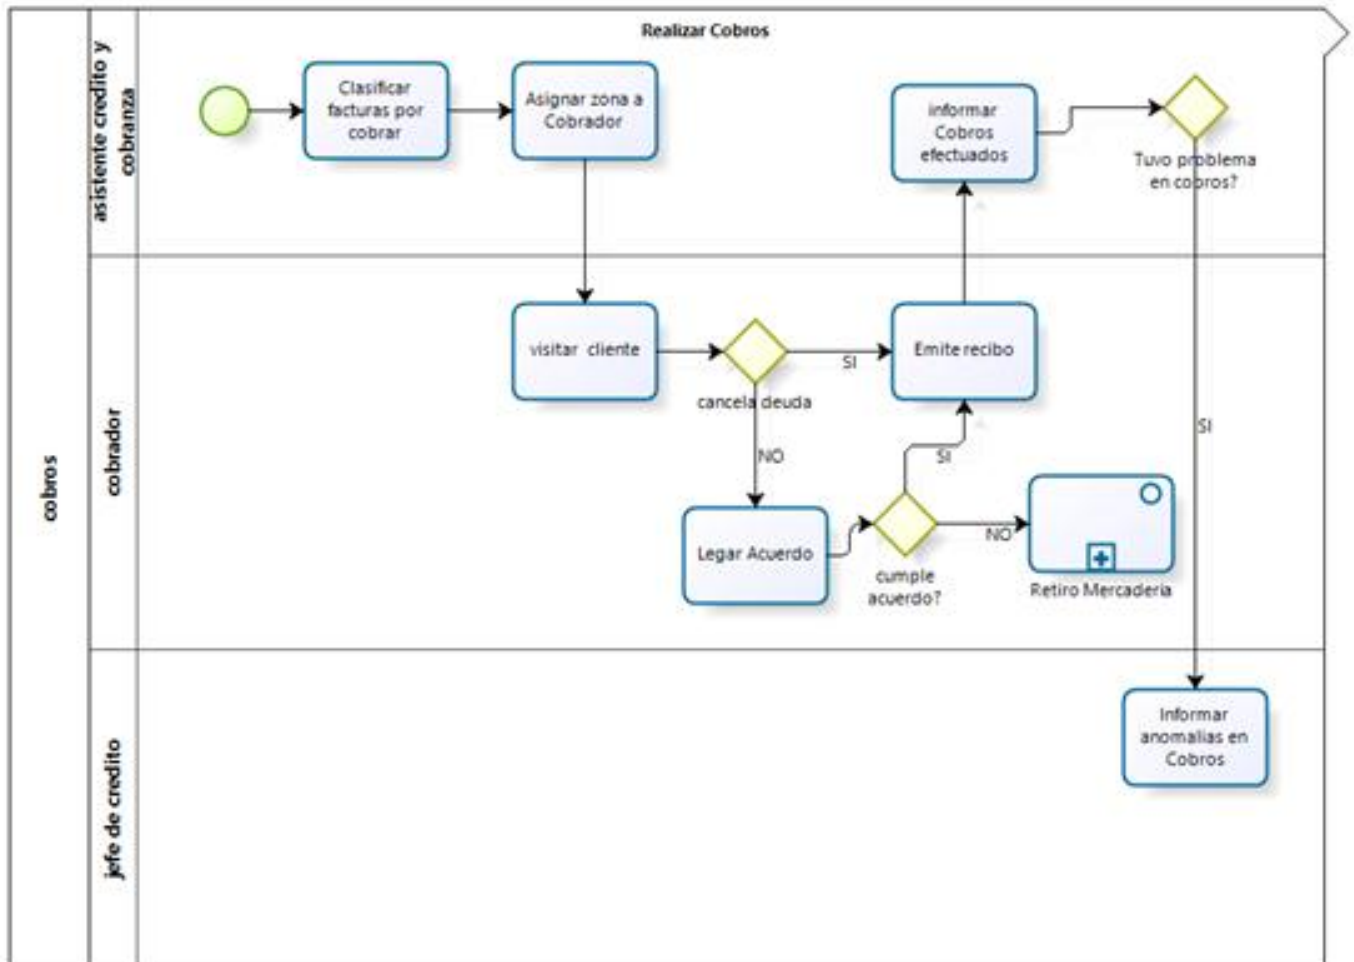 Realizar Cobros
cobros
asistente credito y
cobranza
Clasificar
facturas por
cobrar
Asignar zona a
Cobrador
informar
Cobros
efectuados
Tuvo problema
en cobros?
cobrador
visitar cliente
cancela deuda
SI
Emite recibo
NO
SI
SI
Legar Acuerdo
cumple
acuerdo?
NO
Retiro Mercaderia
jefe de credito
Informar
anomalias en
Cobros